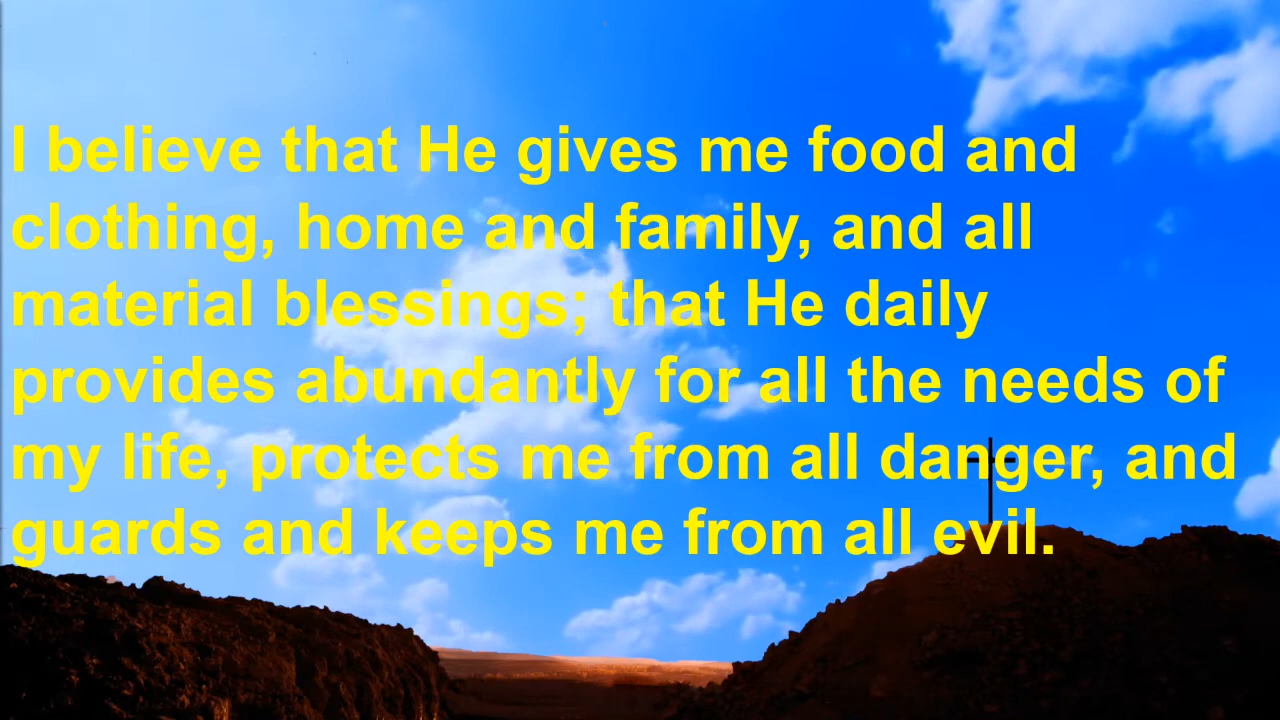 I believe that He gives me food and
clothing, home and family, and all
material blessings; that He daily
provides abundantly for all the needs of
my life, protects me from all danger, and
guards and keeps me from all evil.